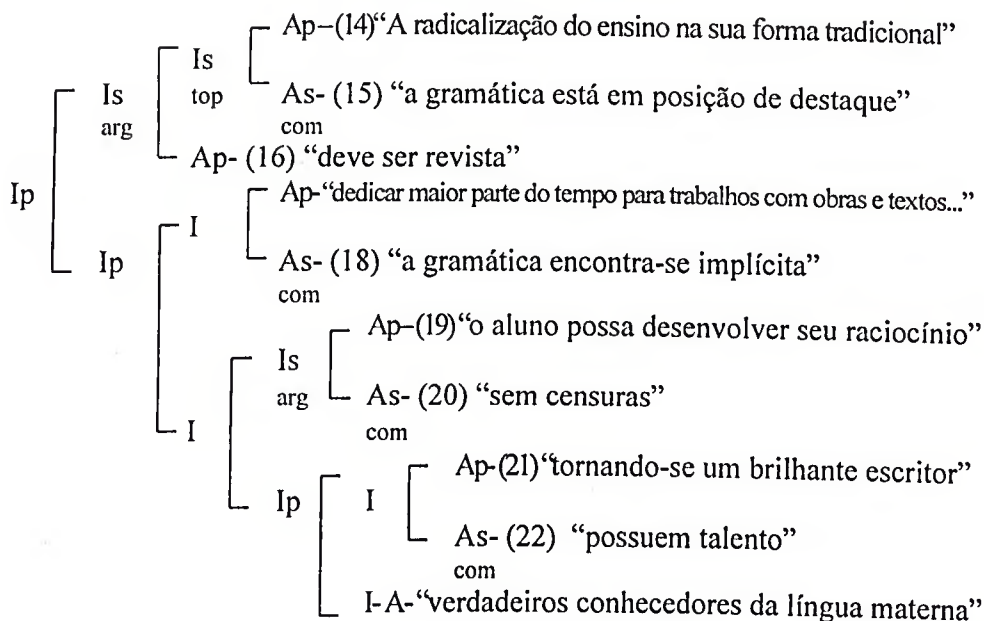 Ap–(14)“A radicalização do ensino na sua forma tradicional”
Is
top
Is
arg
As- (15) “a gramática está em posição de destaque”
com
Ap- (16) “deve ser revista”
Ip
Ap-“dedicar maior parte do tempo para trabalhos com obras e textos...”
I
Ip
As- (18) “a gramática encontra-se implícita”
com
Ap–(19)“o aluno possa desenvolver seu raciocínio”
Is
arg
As- (20) “sem censuras”
com
I
Ap-(21)“tornando-se um brilhante escritor”
Ip
I
As- (22) “possuem talento”
com
I-A-“verdadeiros conhecedores da língua materna”